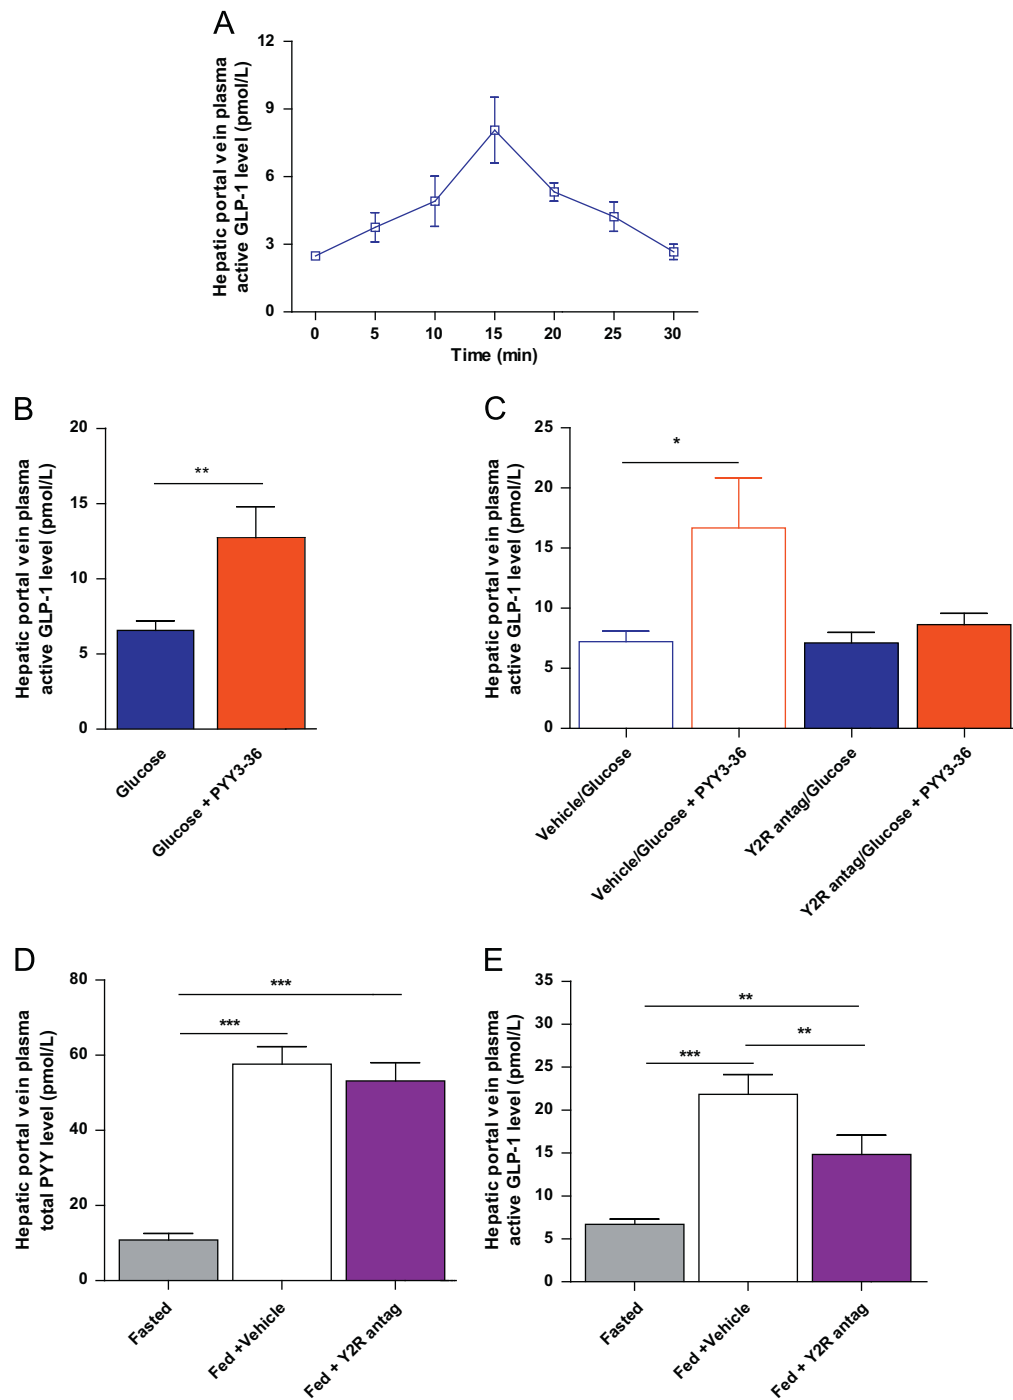 A
Hepatic portal vein plasma
active GLP-1 level (pmol/L)
12
9
6
3
0
0 5 10 15 20 25 30
Time (min)
B
Hepatic portal vein plasma
active GLP-1 level (pmol/L)
20
15
10
5
0
**
Glucose
Glucose + PYY3-36
C
Hepatic portal vein plasma
active GLP-1 level (pmol/L)
25
20
15
10
5
0
*
Vehicle/Glucose
Vehicle/Glucose + PYY3-36
Y2R antag/Glucose
Y2R antag/Glucose + PYY3-36
D
Hepatic portal vein plasma
total PYY level (pmol/L)
80
60
40
20
0
***
***
Fasted
Fed +Vehicle
Fed + Y2R antag
E
Hepatic portal vein plasma
active GLP-1 level (pmol/L)
35
30
25
20
15
10
5
0
**
**
***
Fasted
Fed +Vehicle
Fed + Y2R antag